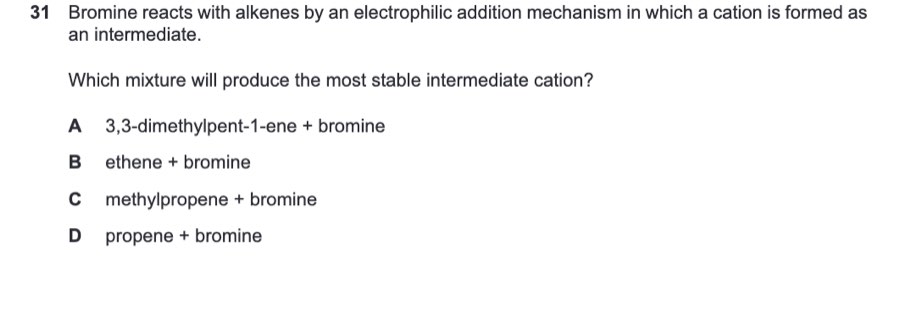 31 Bromine reacts with alkenes by an electrophilic addition mechanism in which a cation is formed as
an intermediate.
Which mixture will produce the most stable intermediate cation?
A 3,3-dimethylpent-1-ene + bromine
B ethene + bromine
C methylpropene + bromine
D propene + bromine